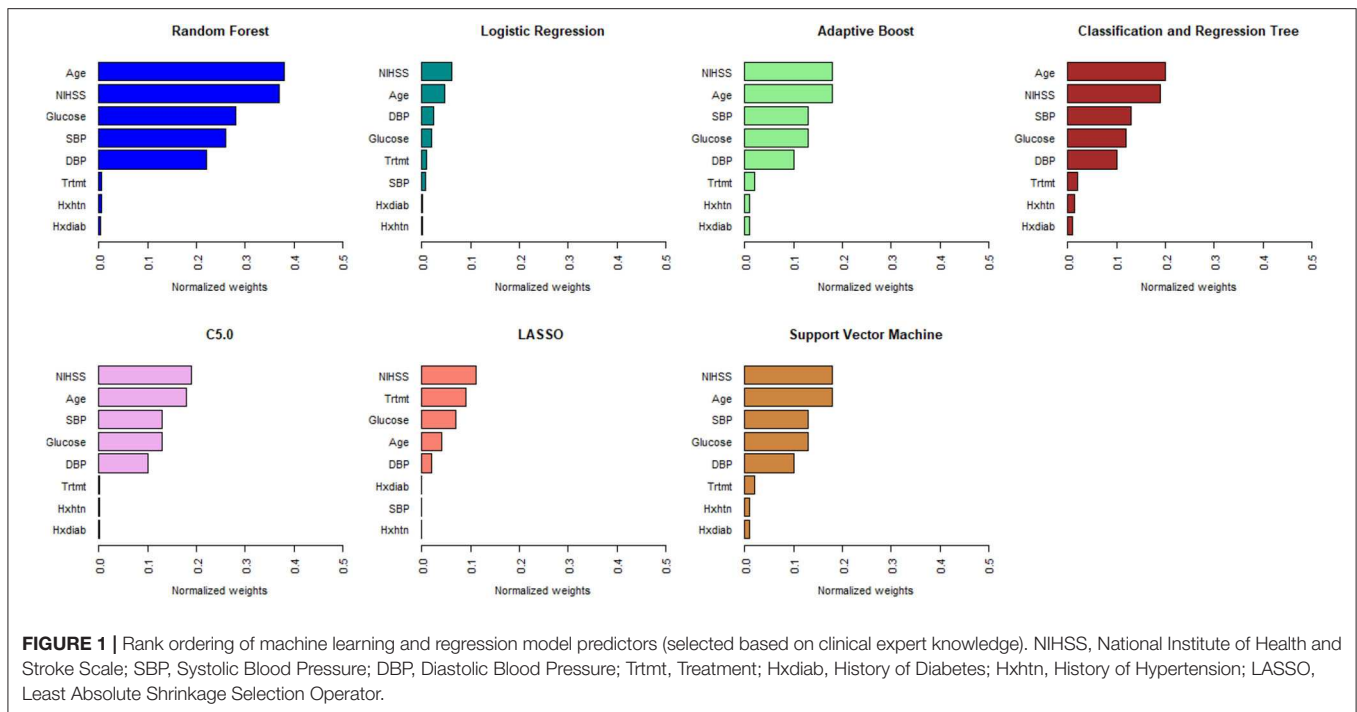 Random Forest
Age
NIHSS
Glucose
SBP
DBP
Trtmt
Hxhtn
Hxdiab
0.0 0.1 0.2 0.3 0.4 0.5
Normalized weights
Logistic Regression
NIHSS
Age
DBP
Glucose
Trtmt
SBP
Hxdiab
Hxhtn
0.0 0.1 0.2 0.3 0.4 0.5
Normalized weights
Adaptive Boost
NIHSS
Age
SBP
Glucose
DBP
Trtmt
Hxhtn
Hxdiab
0.0 0.1 0.2 0.3 0.4 0.5
Normalized weights
Classification and Regression Tree
Age
NIHSS
SBP
Glucose
DBP
Trtmt
Hxhtn
Hxdiab
0.0 0.1 0.2 0.3 0.4 0.5
Normalized weights
C5.0
NIHSS
Age
SBP
Glucose
DBP
Trtmt
Hxhtn
Hxdiab
0.0 0.1 0.2 0.3 0.4 0.5
Normalized weights
LASSO
NIHSS
Trtmt
Glucose
Age
DBP
Hxdiab
SBP
Hxhtn
0.0 0.1 0.2 0.3 0.4 0.5
Normalized weights
Support Vector Machine
NIHSS
Age
SBP
Glucose
DBP
Trtmt
Hxhtn
Hxdiab
0.0 0.1 0.2 0.3 0.4 0.5
Normalized weights
FIGURE 1 | Rank ordering of machine learning and regression model predictors (selected based on clinical expert knowledge). NIHSS, National Institute of Health and
Stroke Scale; SBP, Systolic Blood Pressure; DBP, Diastolic Blood Pressure; Trtmt, Treatment; Hxdiab, History of Diabetes; Hxhtn, History of Hypertension; LASSO,
Least Absolute Shrinkage Selection Operator.